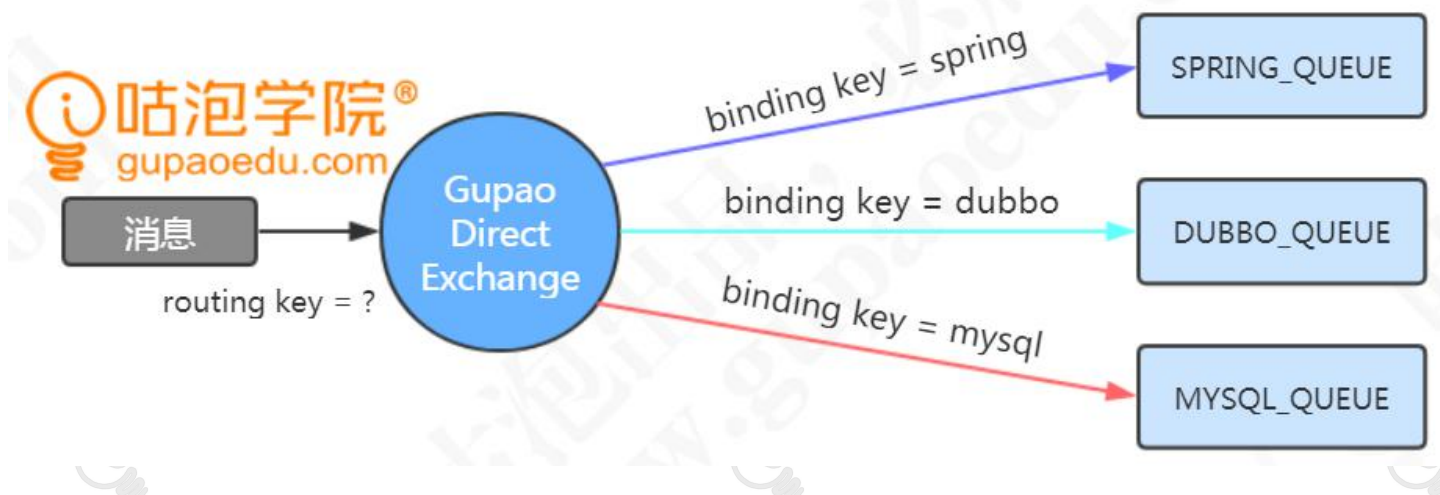 咕泡学院®
gupaoedu.com
消息
routing key = ?
Gupao
Direct
Exchange
binding key = spring
SPRING_QUEUE
binding key = dubbo
DUBBO_QUEUE
binding key = mysql
MYSQL_QUEUE